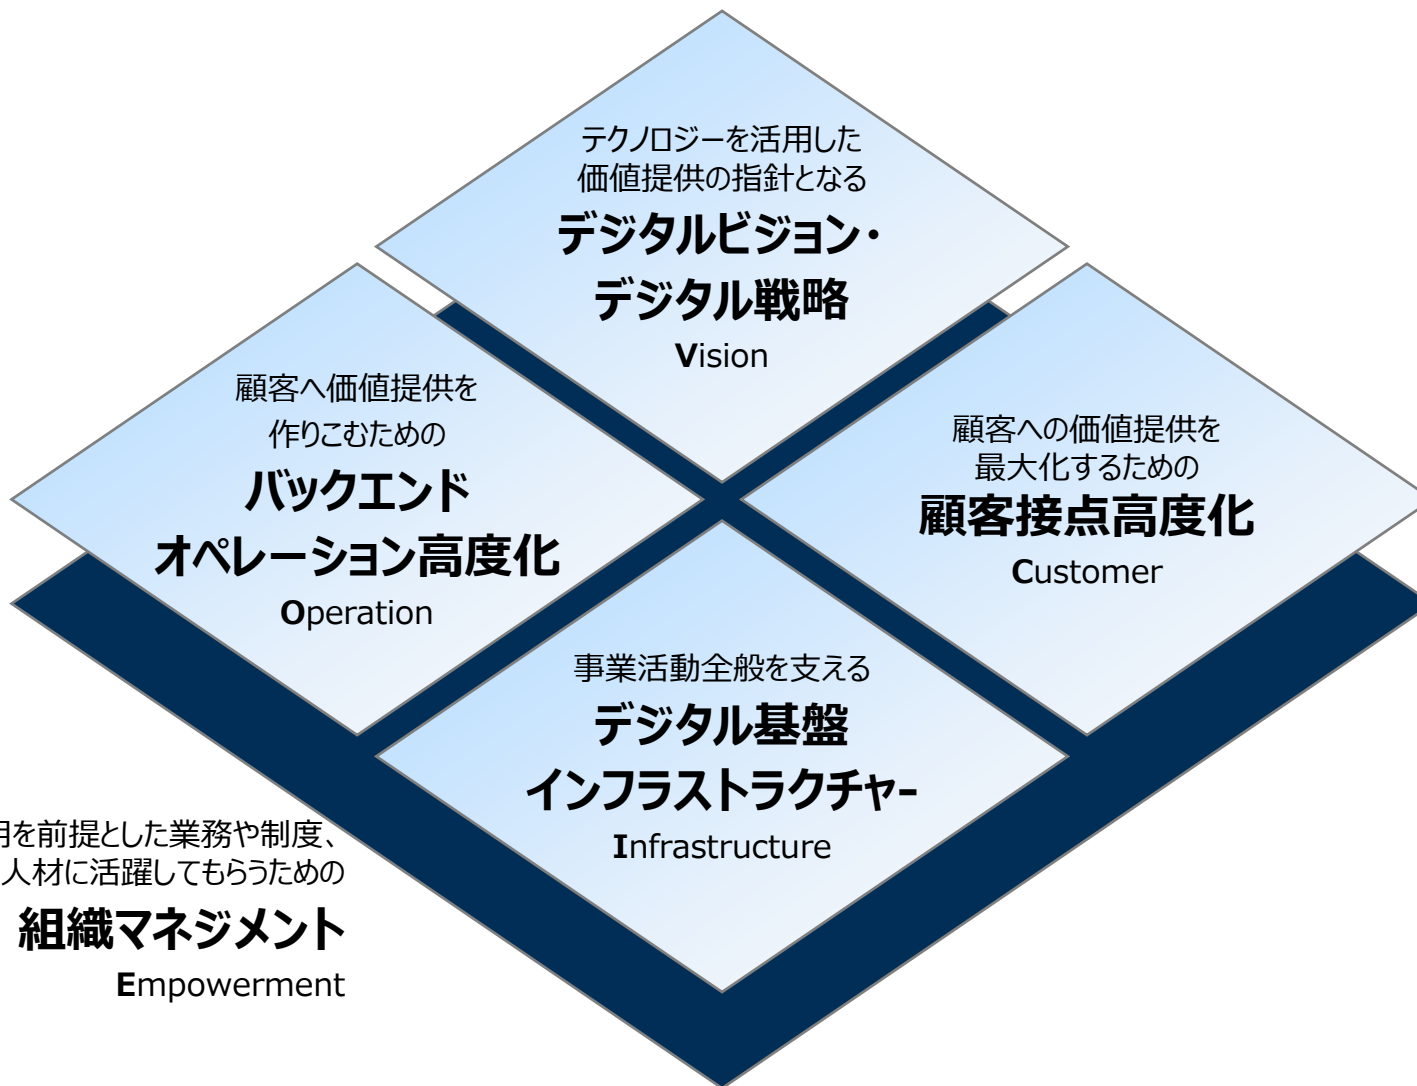 テクノロジーを活用した
価値提供の指針となる
デジタルビジョン・
デジタル戦略
Vision
顧客へ価値提供を
作りこむための
バックエンド
オペレーション高度化
Operation
顧客への価値提供を
最大化するための
顧客接点高度化
Customer
事業活動全般を支える
デジタル基盤
インフラストラクチャー
Infrastructure
を前提とした業務や制度、
人材に活躍してもらうための
組織マネジメント
Empowerment